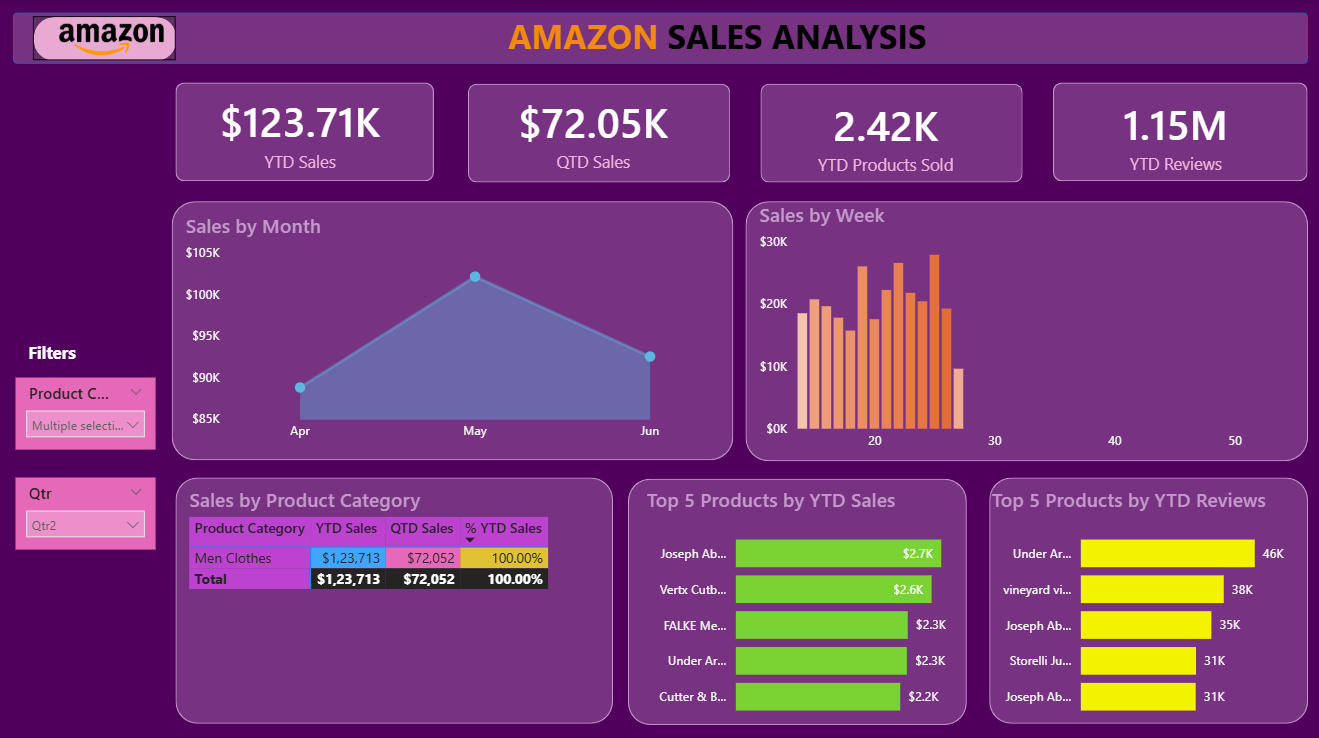 amazon
AMAZON SALES ANALYSIS
$123.71K
YTD Sales
$72.05K
QTD Sales
2.42K
YTD Products Sold
1.15M
YTD Reviews
Sales by Month
$105K
$100K
$95K
$90K
$85K
Apr May Jun
Sales by Week
$30K
$20K
$10K
$0K
20 30 40 50
Filters
Product C...
Multiple selecti...
Qtr
Qtr2
Sales by Product Category
Product Category YTD Sales QTD Sales % YTD Sales
Men Clothes $1,23,713 $72,052 100.00%
Total $1,23,713 $72,052 100.00%
Top 5 Products by YTD Sales
Joseph Ab... $2.7K
Vertx Cutb... $2.6K
FALKE Me... $2.3K
Under Ar... $2.3K
Cutter & B... $2.2K
Top 5 Products by YTD Reviews
Under Ar... 46K
vineyard vi... 38K
Joseph Ab... 35K
Storelli Ju... 31K
Joseph Ab... 31K